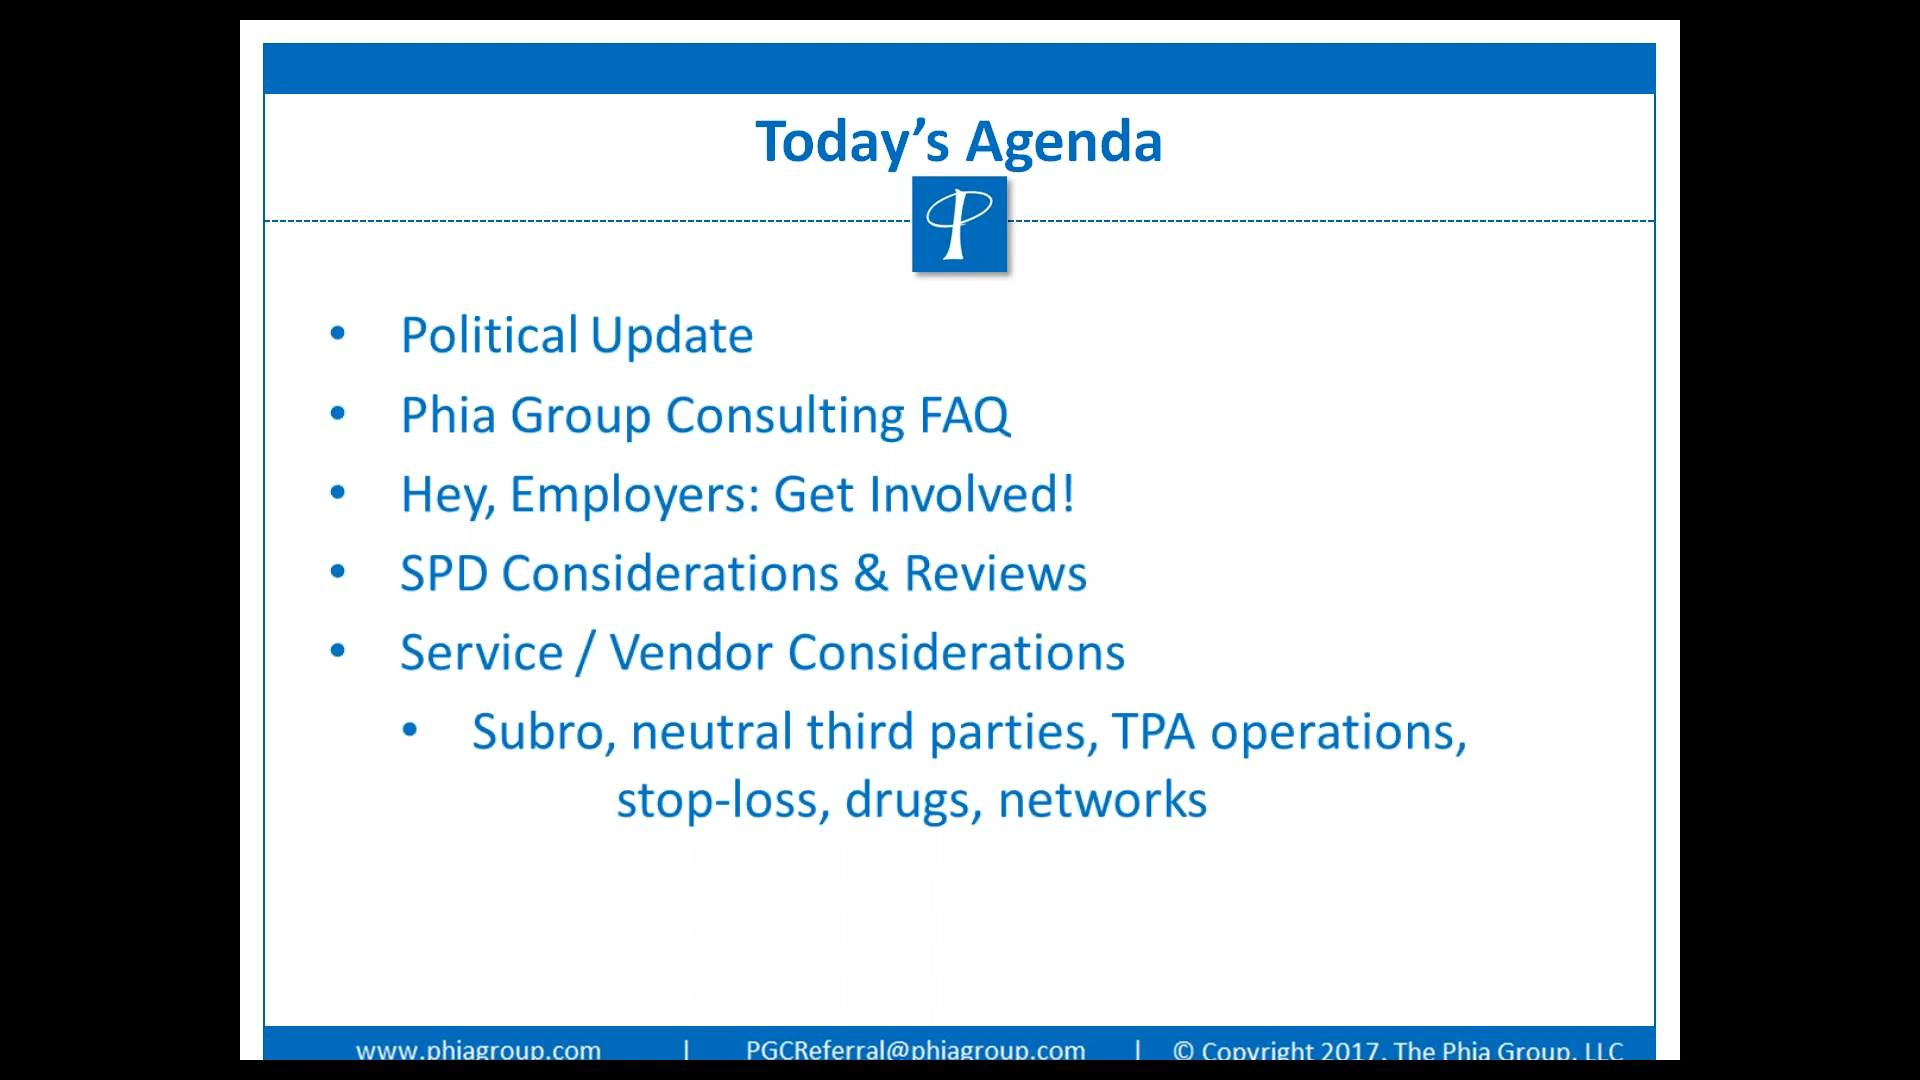 Today’s Agenda
P
• Political Update
• Phia Group Consulting FAQ
• Hey, Employers: Get Involved!
• SPD Considerations & Reviews
• Service / Vendor Considerations
• Subro, neutral third parties, TPA operations,
stop-loss, drugs, networks
www.phiagroup.com | PGCReferral@phiagroup.com | © Copyright 2017. The Phia Group, LLC